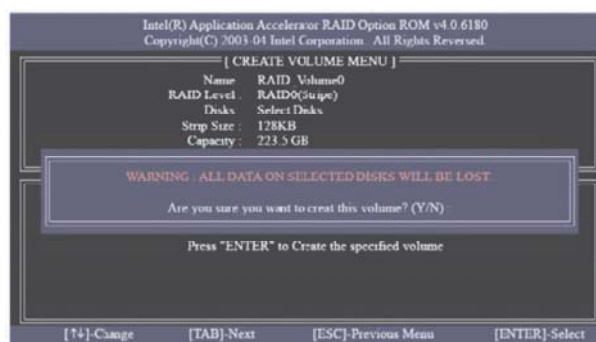 Intel(R) Application Accelerator RAID Option ROM v4.0.6180
Copyright(C) 2003-04 Intel Corporation. All Rights Reversed.
[ CREATE VOLUME MENU ]
Name RAID_Volume0
RAID Level : RAID0(Stripe)
Disks Select Disks
Strip Size : 128KB
Capacity : 223.5 GB
WARNING : ALL DATA ON SELECTED DISKS WILL BE LOST.
Are you sure you want to creat this volume? (Y/N) :
Press "ENTER" to Create the specified volume
[↑↓]-Change [TAB]-Next [ESC]-Previous Menu [ENTER]-Select